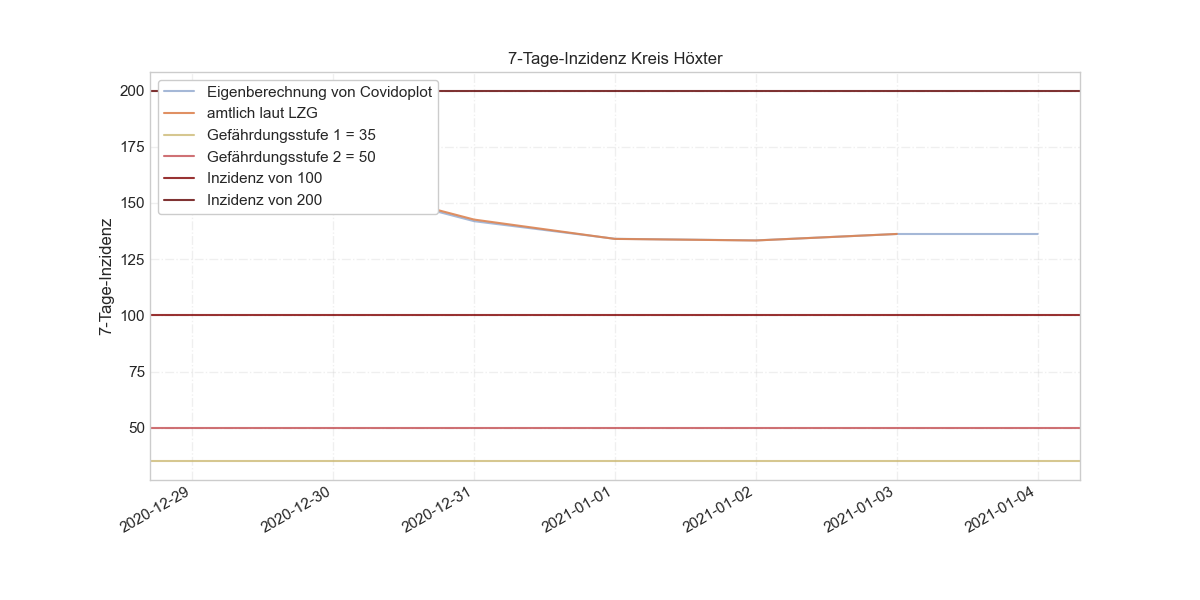 7-Tage-Inzidenz Kreis Höxter
Eigenberechnung von Covidoplot
amtlich laut LZG
Gefährdungsstufe 1 = 35
Gefährdungsstufe 2 = 50
Inzidenz von 100
Inzidenz von 200
7-Tage-Inzidenz
200
175
150
125
100
75
50
2020-12-29
2020-12-30
2020-12-31
2021-01-01
2021-01-02
2021-01-03
2021-01-04